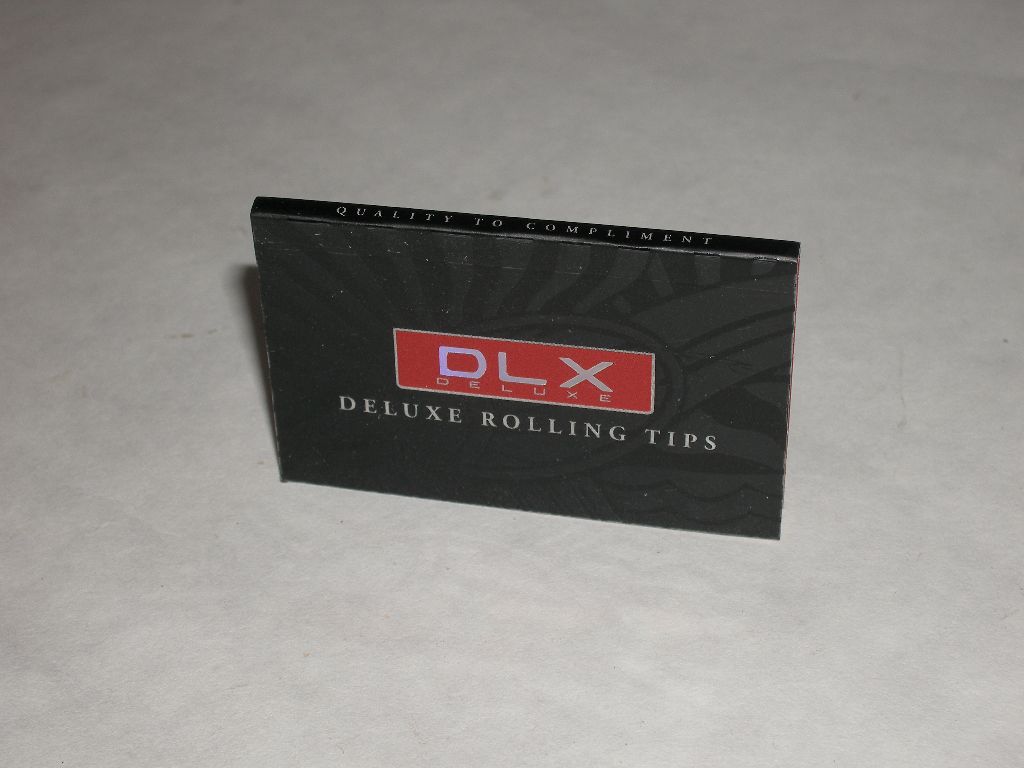 QUALITY TO COMPLIMENT
DLX
DELUXE
DELUXE ROLLING TIPS